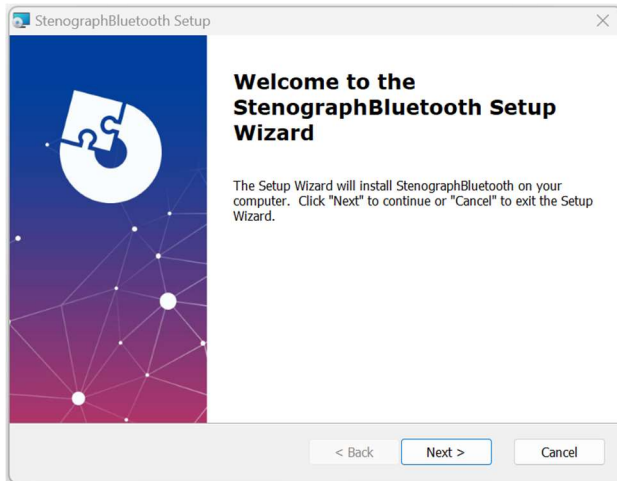 StenographBluetooth Setup
Welcome to the
StenographBluetooth Setup
Wizard
The Setup Wizard will install StenographBluetooth on your
computer. Click "Next" to continue or "Cancel" to exit the Setup
Wizard.
< Back Next > Cancel